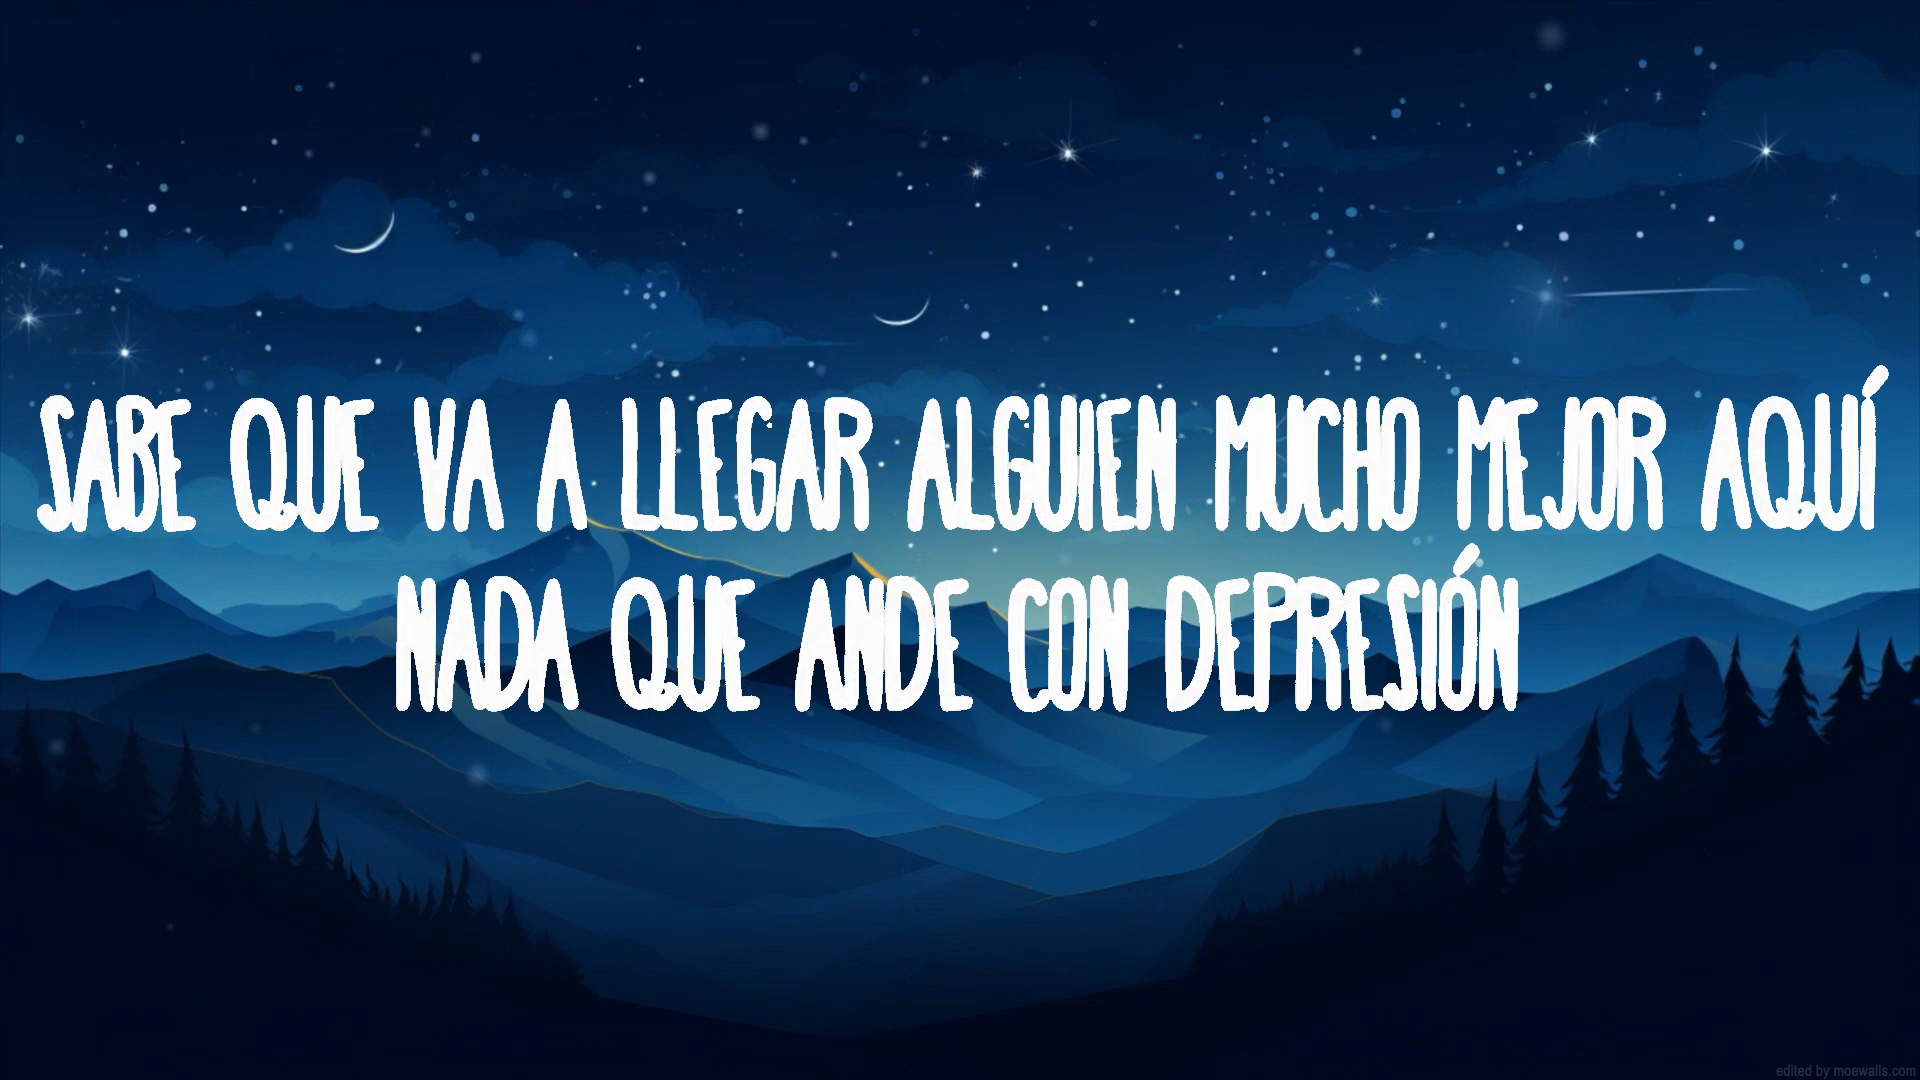 SABE QUE VA A LLEGAR ALGUIEN MUCHO MEJOR AQUÍ
NADA QUE ANDE CON DEPRESIÓN
edited by moewalls.com